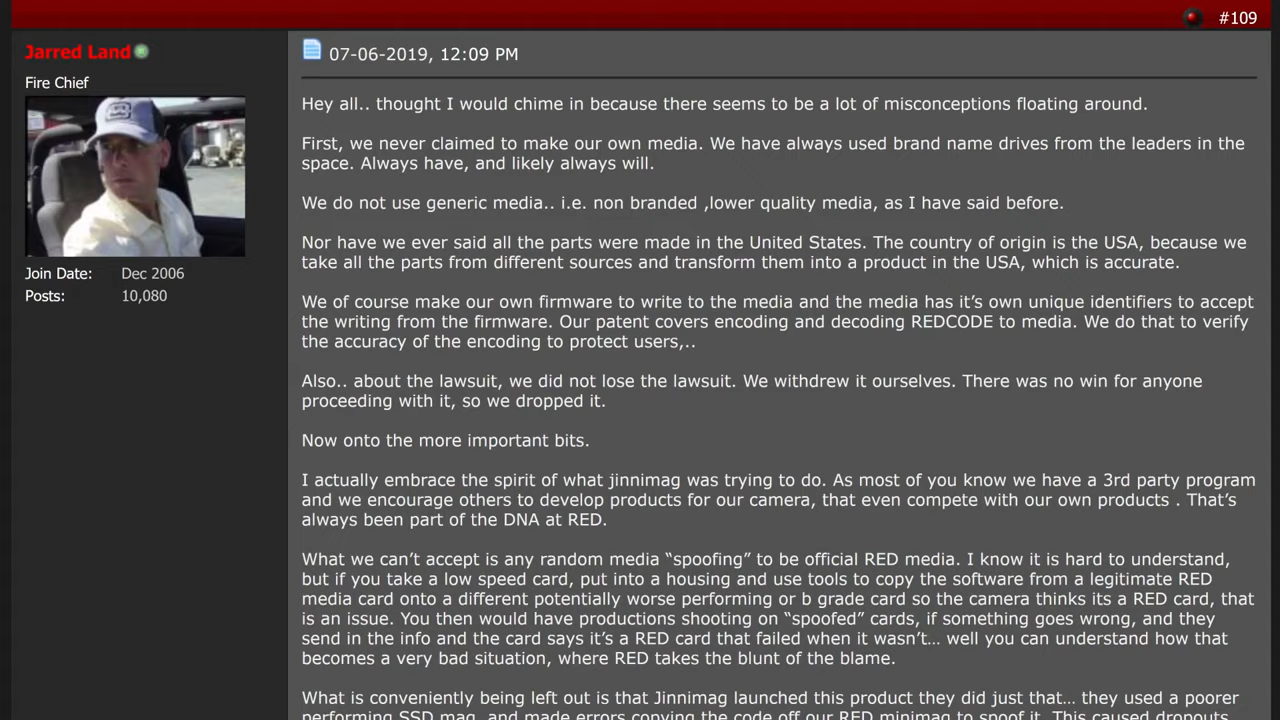 #109
Jarred Land
Fire Chief
Join Date: Dec 2006
Posts: 10,080
07-06-2019, 12:09 PM
Hey all.. thought I would chime in because there seems to be a lot of misconceptions floating around.
First, we never claimed to make our own media. We have always used brand name drives from the leaders in the
space. Always have, and likely always will.
We do not use generic media.. i.e. non branded ,lower quality media, as I have said before.
Nor have we ever said all the parts were made in the United States. The country of origin is the USA, because we
take all the parts from different sources and transform them into a product in the USA, which is accurate.
We of course make our own firmware to write to the media and the media has it’s own unique identifiers to accept
the writing from the firmware. Our patent covers encoding and decoding REDCODE to media. We do that to verify
the accuracy of the encoding to protect users,..
Also.. about the lawsuit, we did not lose the lawsuit. We withdrew it ourselves. There was no win for anyone
proceeding with it, so we dropped it.
Now onto the more important bits.
I actually embrace the spirit of what jinnimag was trying to do. As most of you know we have a 3rd party program
and we encourage others to develop products for our camera, that even compete with our own products . That’s
always been part of the DNA at RED.
What we can’t accept is any random media “spoofing” to be official RED media. I know it is hard to understand,
but if you take a low speed card, put into a housing and use tools to copy the software from a legitimate RED
media card onto a different potentially worse performing or b grade card so the camera thinks its a RED card, that
is an issue. You then would have productions shooting on “spoofed” cards, if something goes wrong, and they
send in the info and the card says it’s a RED card that failed when it wasn’t… well you can understand how that
becomes a very bad situation, where RED takes the blunt of the blame.
What is conveniently being left out is that Jinnimag launched this product they did just that… they used a poorer
performing SSD mag, and made errors copying the code off our RED minimag to spoof it. This caused dropouts